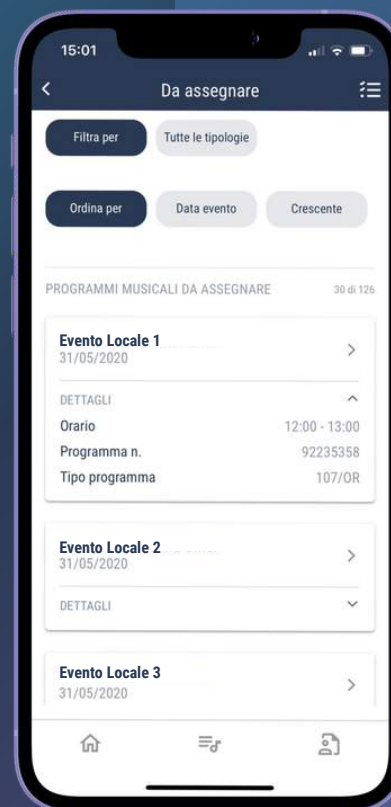 15:01
Da assegnare
Filtra per Tutte le tipologie
Ordina per Data evento Crescente
PROGRAMMI MUSICALI DA ASSEGNARE 30 di 126
Evento Locale 1
31/05/2020
DETTAGLI
Orario 12:00 - 13:00
Programma n. 92235358
Tipo programma 107/OR
Evento Locale 2
31/05/2020
DETTAGLI
Evento Locale 3
31/05/2020